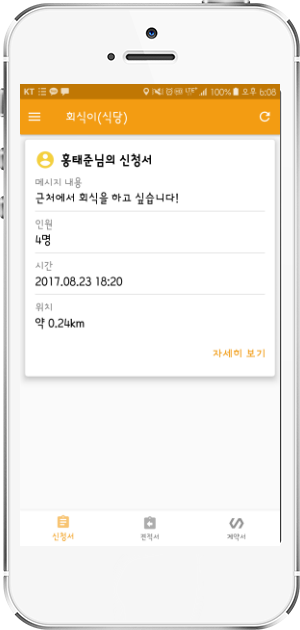 KT 100% 오후 6:08
회식이(식당)
홍태준님의 신청서
메시지 내용
근처에서 회식을 하고 싶습니다!
인원
4명
시간
2017.08.23 18:20
위치
약 0.24km
자세히 보기
신청서 견적서 계약서